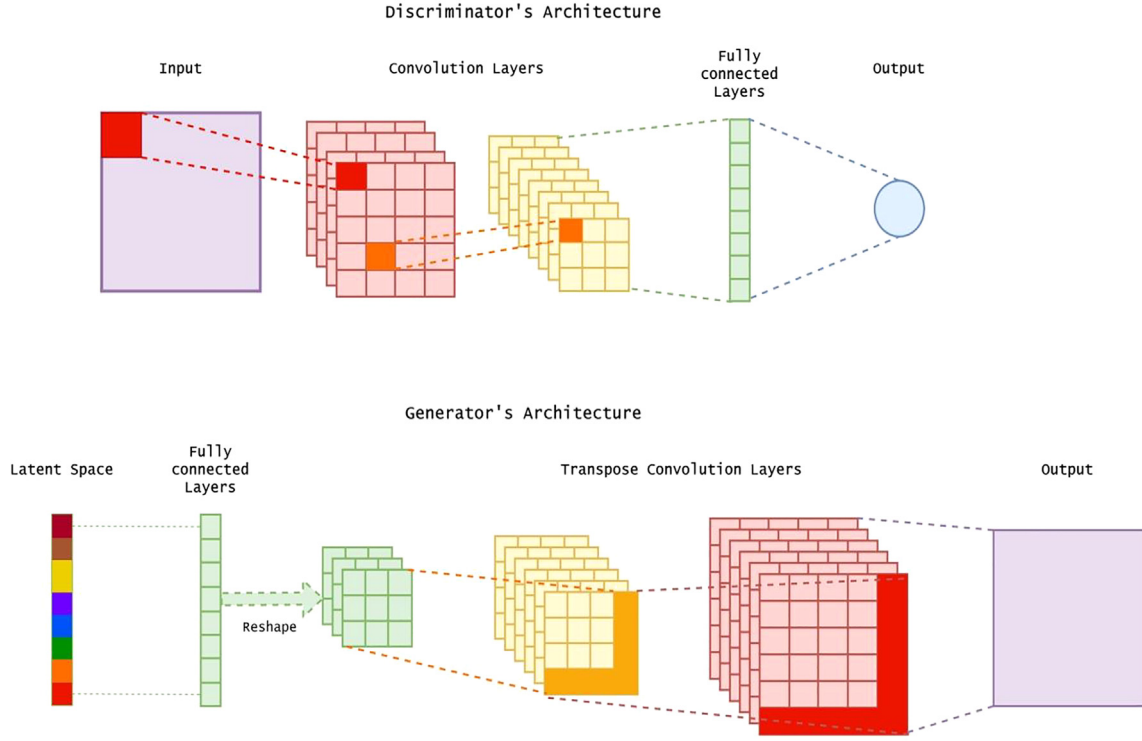 Discriminator's Architecture
Input
Convolution Layers
Fully
connected
Layers
Output
Generator's Architecture
Latent Space
Fully
connected
Layers
Transpose Convolution Layers
Output
Reshape